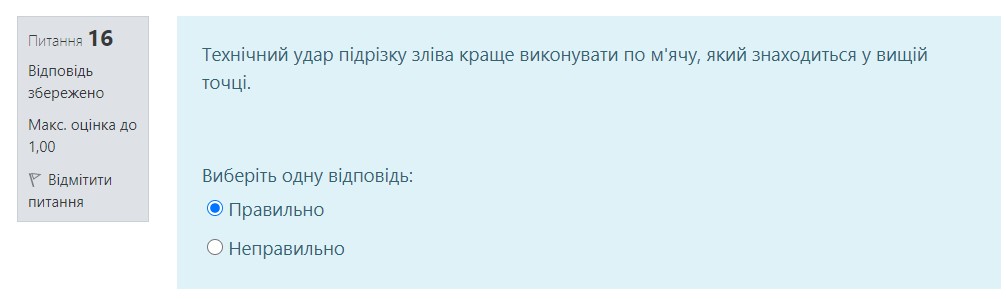 Питання 16
Відповідь
збережено
Макс. оцінка до
1,00
Відмітити
питання
Технічний удар підрізку зліва краще виконувати по м'ячу, який знаходиться у вищій
точці.
Виберіть одну відповідь:
Правильно
Неправильно